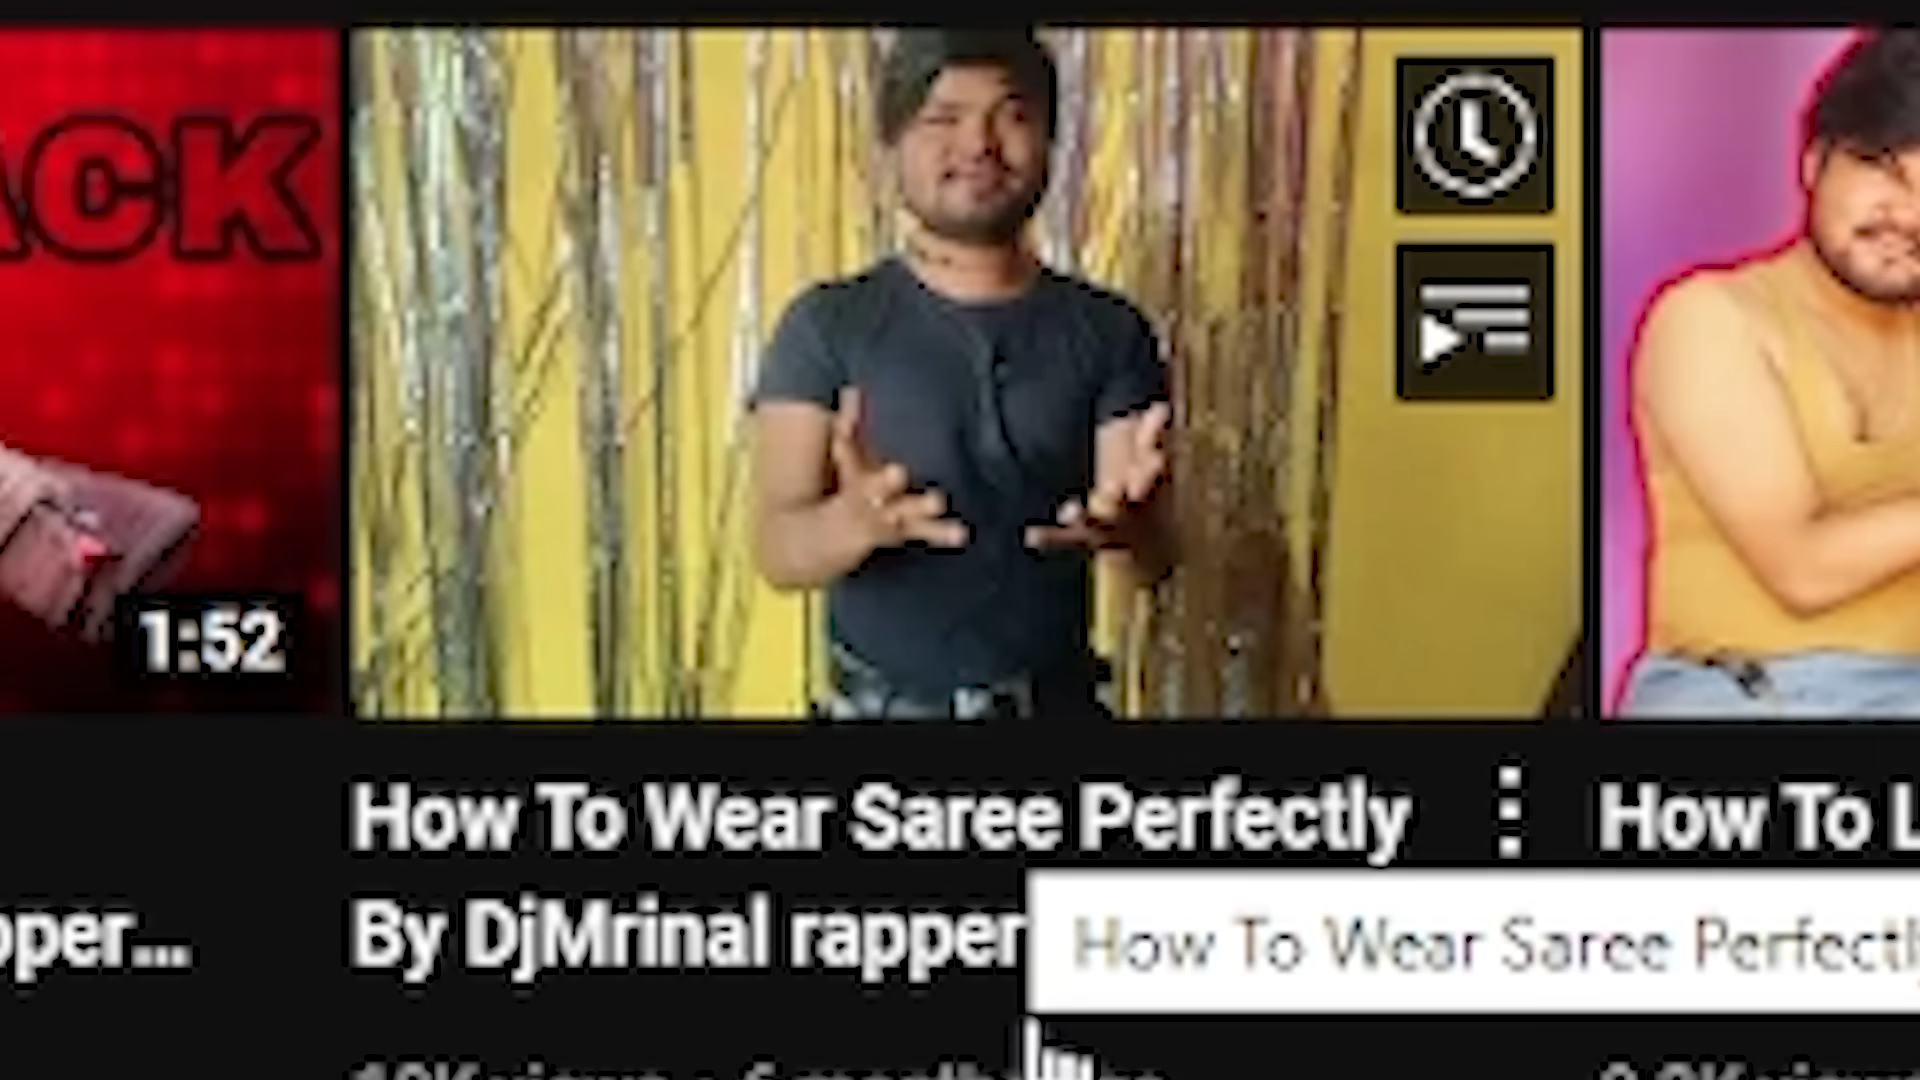 ACK
1:52
How To Wear Saree Perfectly
How To L
pper...
By DjMrinal rapper
How To Wear Saree Perfectl